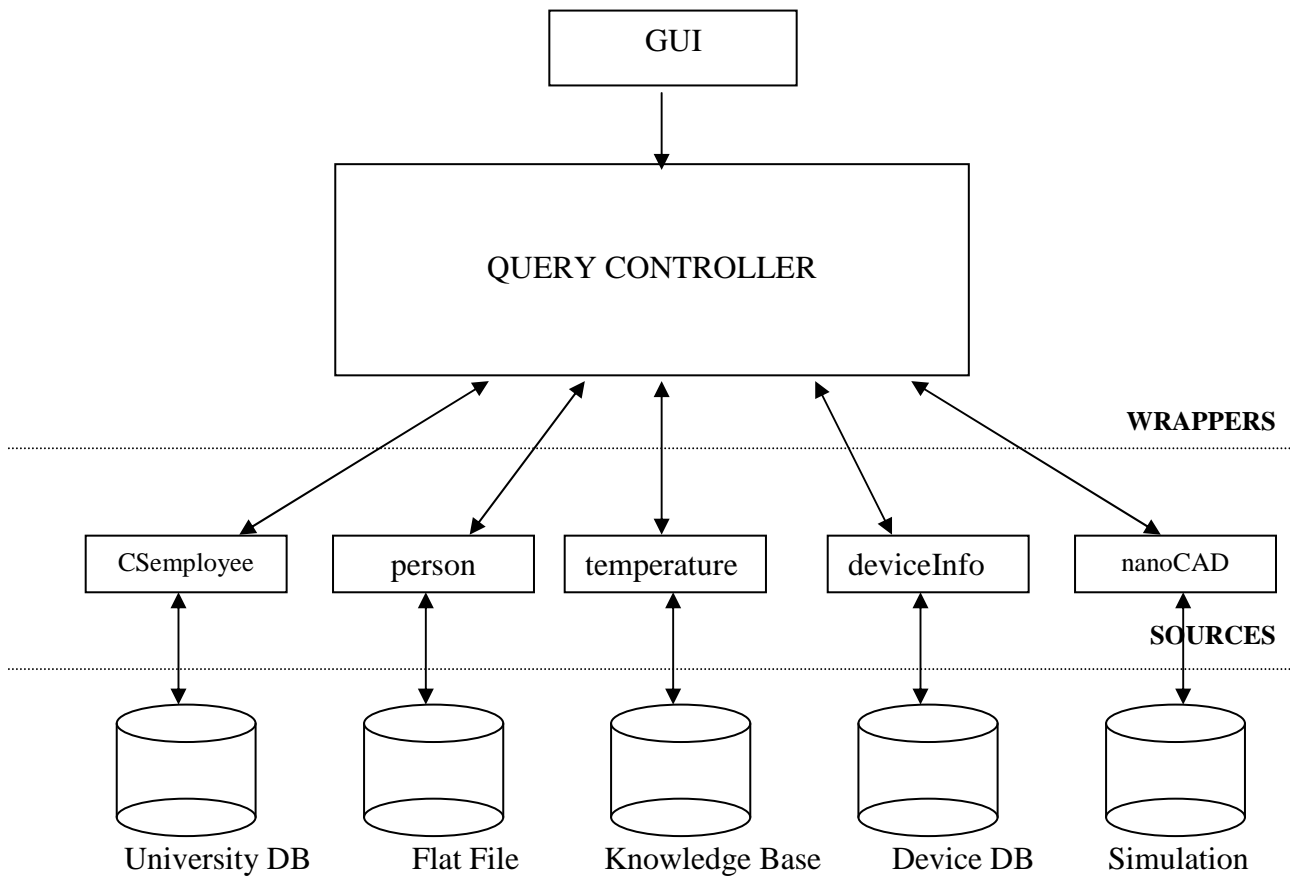 GUI
QUERY CONTROLLER
WRAPPERS
CSemployee
person
temperature
deviceInfo
nanoCAD
SOURCES
University DB
Flat File
Knowledge Base
Device DB
Simulation